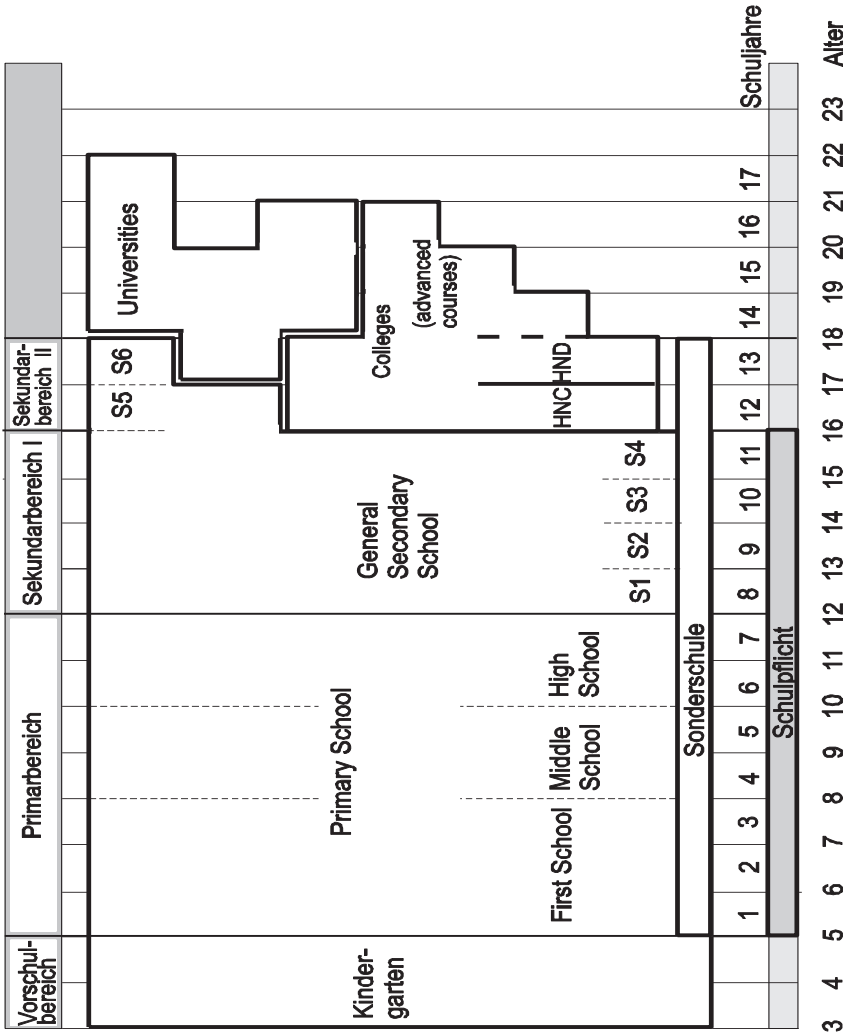 Vorschul-
bereich
Primarbereich
Sekundarbereich I
Sekundar-
bereich II
Kinder-
garten
Primary School
First School
Middle
School
High
School
General
Secondary
School
S1
S2
S3
S4
S5
S6
Universities
Colleges
(advanced
courses)
HNC
HND
Sonderschule
1 2 3 4 5 6 7 8 9 10 11 12 13 14 15 16 17 Schuljahre
Schulpflicht
3 4 5 6 7 8 9 10 11 12 13 14 15 16 17 18 19 20 21 22 23 Alter